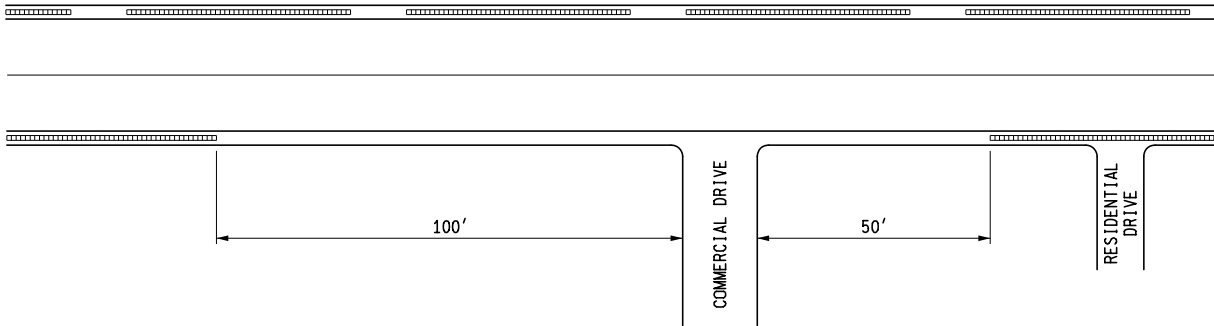 100'
COMMERCIAL DRIVE
50'
RESIDENTIAL
DRIVE